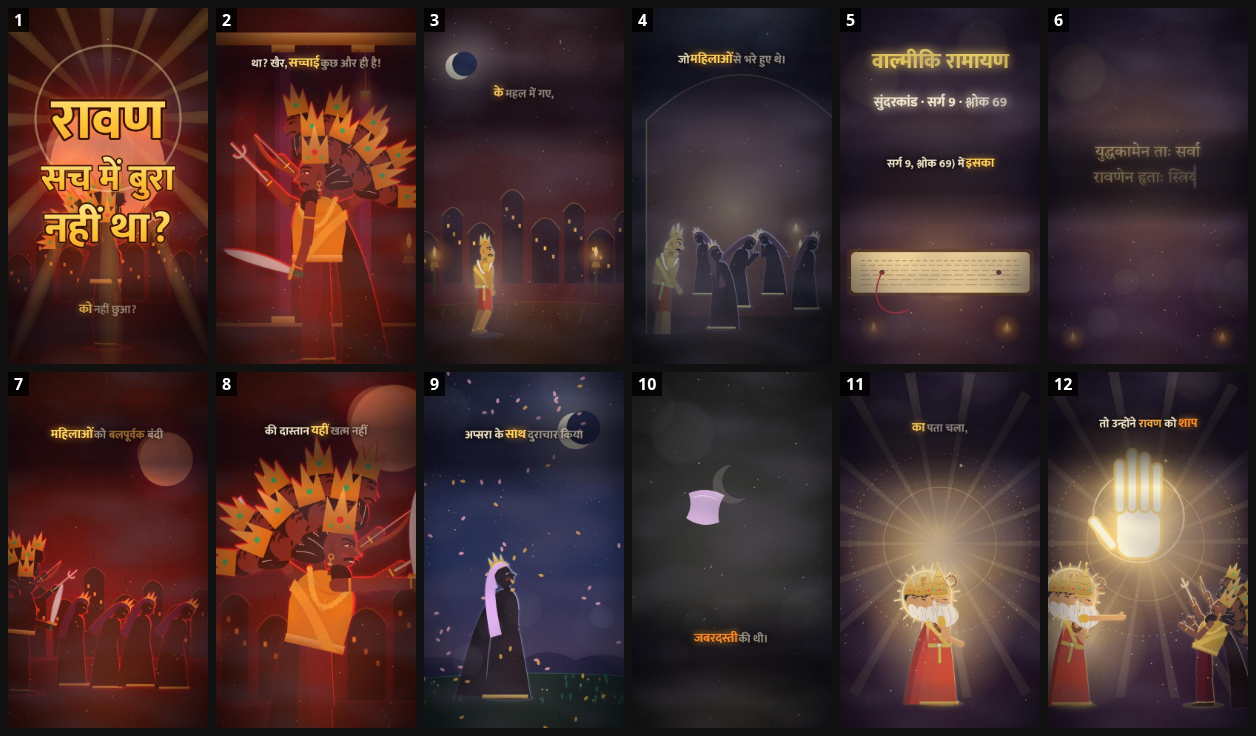 1
रावण
सच में बुरा
नहीं था?
को नहीं छुआ?
2
था? खैर, सच्चाई कुछ और ही है!
3
के महल में गए,
4
जो महिलाओं से भरे हुए थे।
5
वाल्मीकि रामायण
सुंदरकांड · सर्ग 9 · श्लोक 69
सर्ग 9, श्लोक 69) में इसका
6
युद्धकामेन ताः सर्वा
रावणेन हृताः
7
महिलाओं को बलपूर्वक बंदी
8
की दास्तान यहीं खत्म नहीं
9
अप्सरा के साथ दुराचार किया
10
जबरदस्ती की थी।
11
का पता चला,
12
तो उन्होंने रावण को शाप